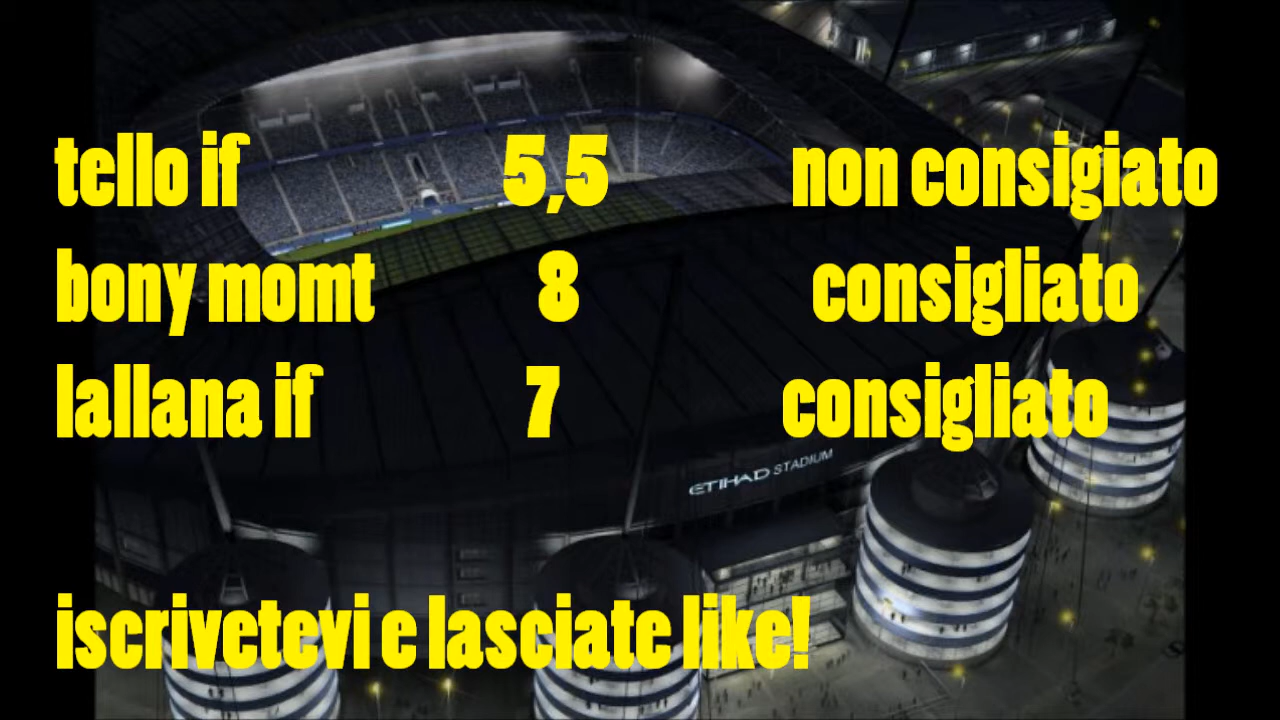 tello if 5,5 non consigiato
bony momt 8 consigliato
lallana if 7 consigliato
ETIHAD STADIUM
iscrivetevi e lasciate like!